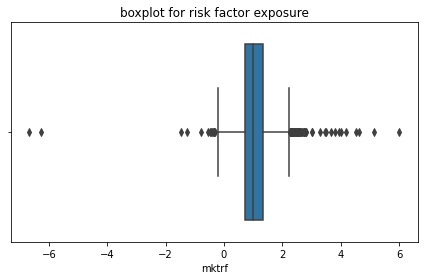 boxplot for risk factor exposure
−6 −4 −2 0 2 4 6
mktrf